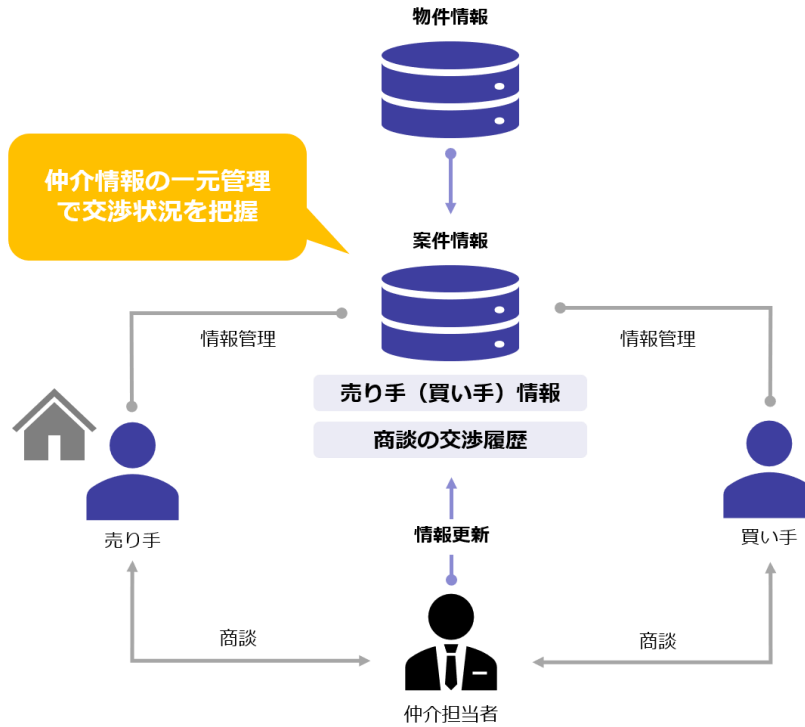 物件情報
仲介情報の一元管理
で交渉状況を把握
案件情報
情報管理
情報管理
売り手（買い手）情報
商談の交渉履歴
売り手
情報更新
買い手
商談
商談
仲介担当者